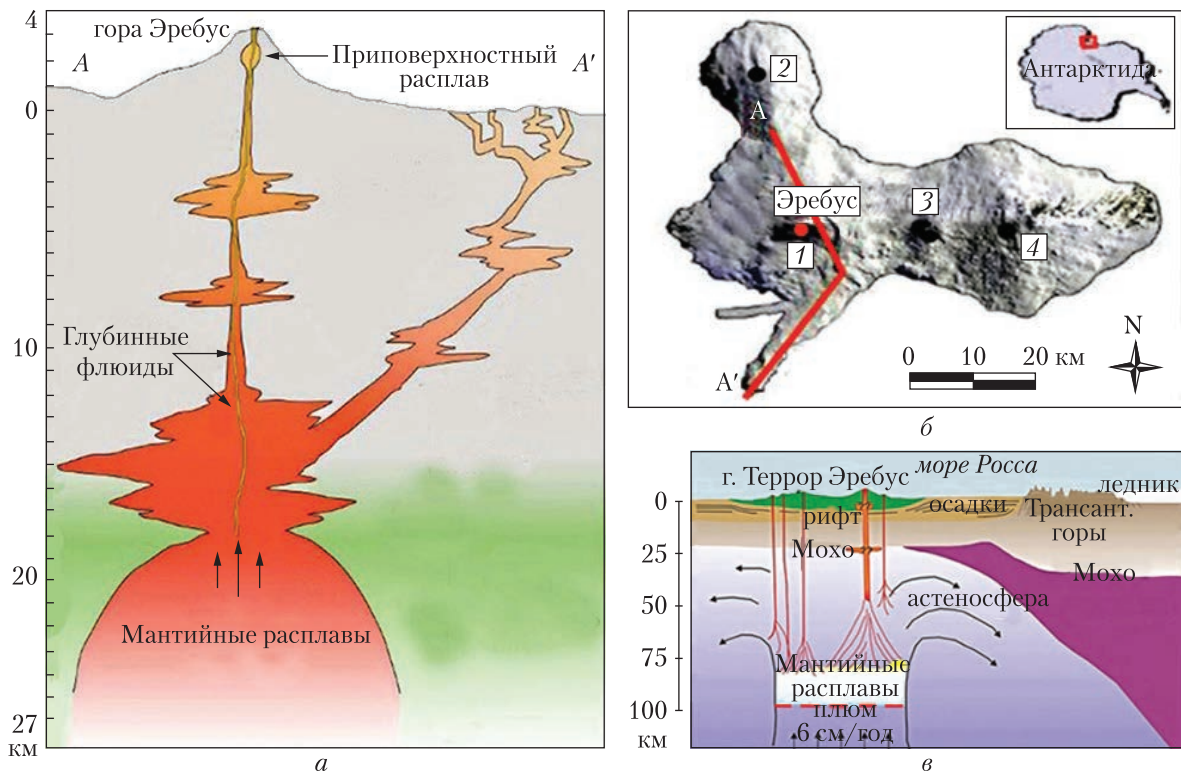 4
0
10
20
27
км
гора Эребус
A
A'
Приповерхностный
расплав
Глубинные
флюиды
Мантийные расплавы
а
2
A
Эребус
1
3
4
A'
Антарктида
N
0 10 20 км
б
море Росса
г. Террор Эребус
ледник
осадки
рифт
Трансант.
горы
Мохо
Мохо
астеносфера
Мантийные
расплавы
плюм
6 см/год
0
25
50
75
100
км
в